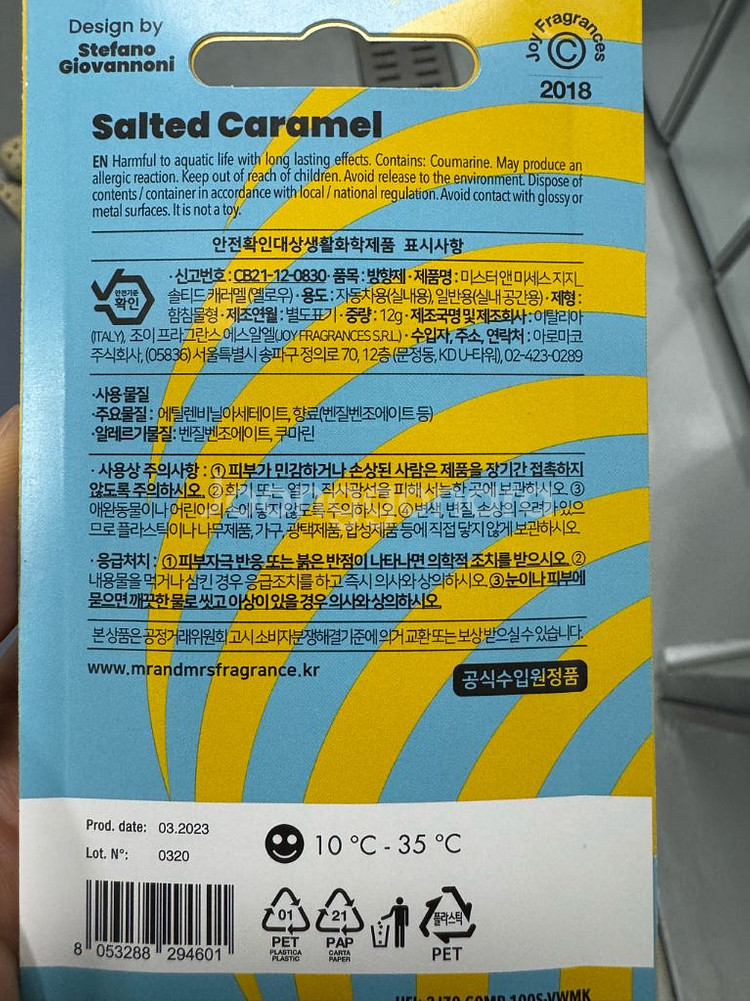 Design by
Stefano
Giovannoni
Joy Fragrances
©
2018
Salted Caramel
EN Harmful to aquatic life with long lasting effects. Contains: Coumarine. May produce an
allergic reaction. Keep out of reach of children. Avoid release to the environment. Dispose of
contents / container in accordance with local / national regulation. Avoid contact with glossy or
metal surfaces. It is not a toy.
안전확인대상생활화학제품 표시사항
안전기준
확인
· 신고번호 : CB21-12-0830 · 품목 : 방향제 · 제품명 : 미스터앤미세스 지지_
솔티드 캐러멜 (옐로우) · 용도 : 자동차용(실내용), 일반용(실내 공간용) · 제형 :
함침물형 · 제조연월 : 별도표기 · 중량 : 12g · 제조국명 및 제조회사 : 이탈리아
(ITALY), 조이 프라그란스 에스알엘(JOY FRAGRANCES S.R.L.) · 수입자, 주소, 연락처 : 아로마코
주식회사, (05836) 서울특별시 송파구 정의로 70, 12층 (문정동, KD U-타워), 02-423-0289
·사용물질
·주요물질 : 에틸렌비닐아세테이트, 향료(벤질벤조에이트 등)
·알레르기물질 : 벤질벤조에이트, 쿠마린
· 사용상 주의사항 : ① 피부가 민감하거나 손상된 사람은 제품을 장기간 접촉하지
않도록 주의하시오. ② 화기 또는 열기, 직사광선을 피해 서늘한 곳에 보관하시오. ③
애완동물이나 어린이의 손에 닿지 않도록 주의하시오. ④ 변색, 변질, 손상의 우려가 있으
므로 플라스틱이나 나무제품, 가구, 광택제품, 합성제품 등에 직접 닿지 않게 보관하시오.
· 응급처치 : ① 피부자극 반응 또는 붉은 반점이 나타나면 의학적 조치를 받으시오. ②
내용물을 먹거나 삼킨 경우 응급조치를 하고 즉시 의사와 상의하시오. ③ 눈이나 피부에
묻으면 깨끗한 물로 씻고 이상이 있을 경우 의사와 상의하시오.
본 상품은 공정거래위원회 고시 소비자분쟁해결기준에 의거 교환 또는 보상 받으실 수 있습니다.
www.mrandmrsfragrance.kr
공식수입원정품
Prod. date: 03.2023
Lot. N°: 0320
10 °C - 35 °C
8 053288 294601
01
PET
PLASTICA
PLASTIC
21
PAP
CARTA
PAPER
플라스틱
PET